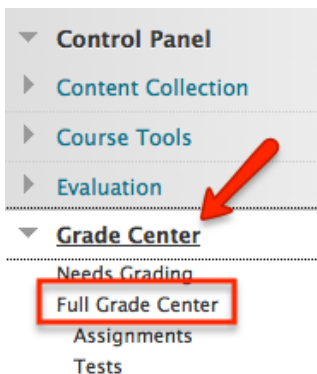 Control Panel
Content Collection
Course Tools
Evaluation
Grade Center
Needs Grading
Full Grade Center
Assignments
Tests